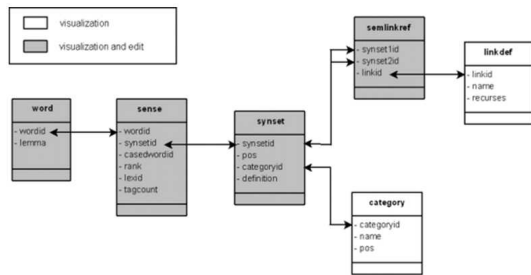 visualization
visualization and edit
word
- wordid
- lemma
sense
- wordid
- synsetid
- casedwordid
- rank
- lexid
- tagcount
synset
- synsetid
- pos
- categoryid
- definition
semlinkref
- synset1id
- synset2id
- linkid
linkdef
- linkid
- name
- recurses
category
- categoryid
- name
- pos